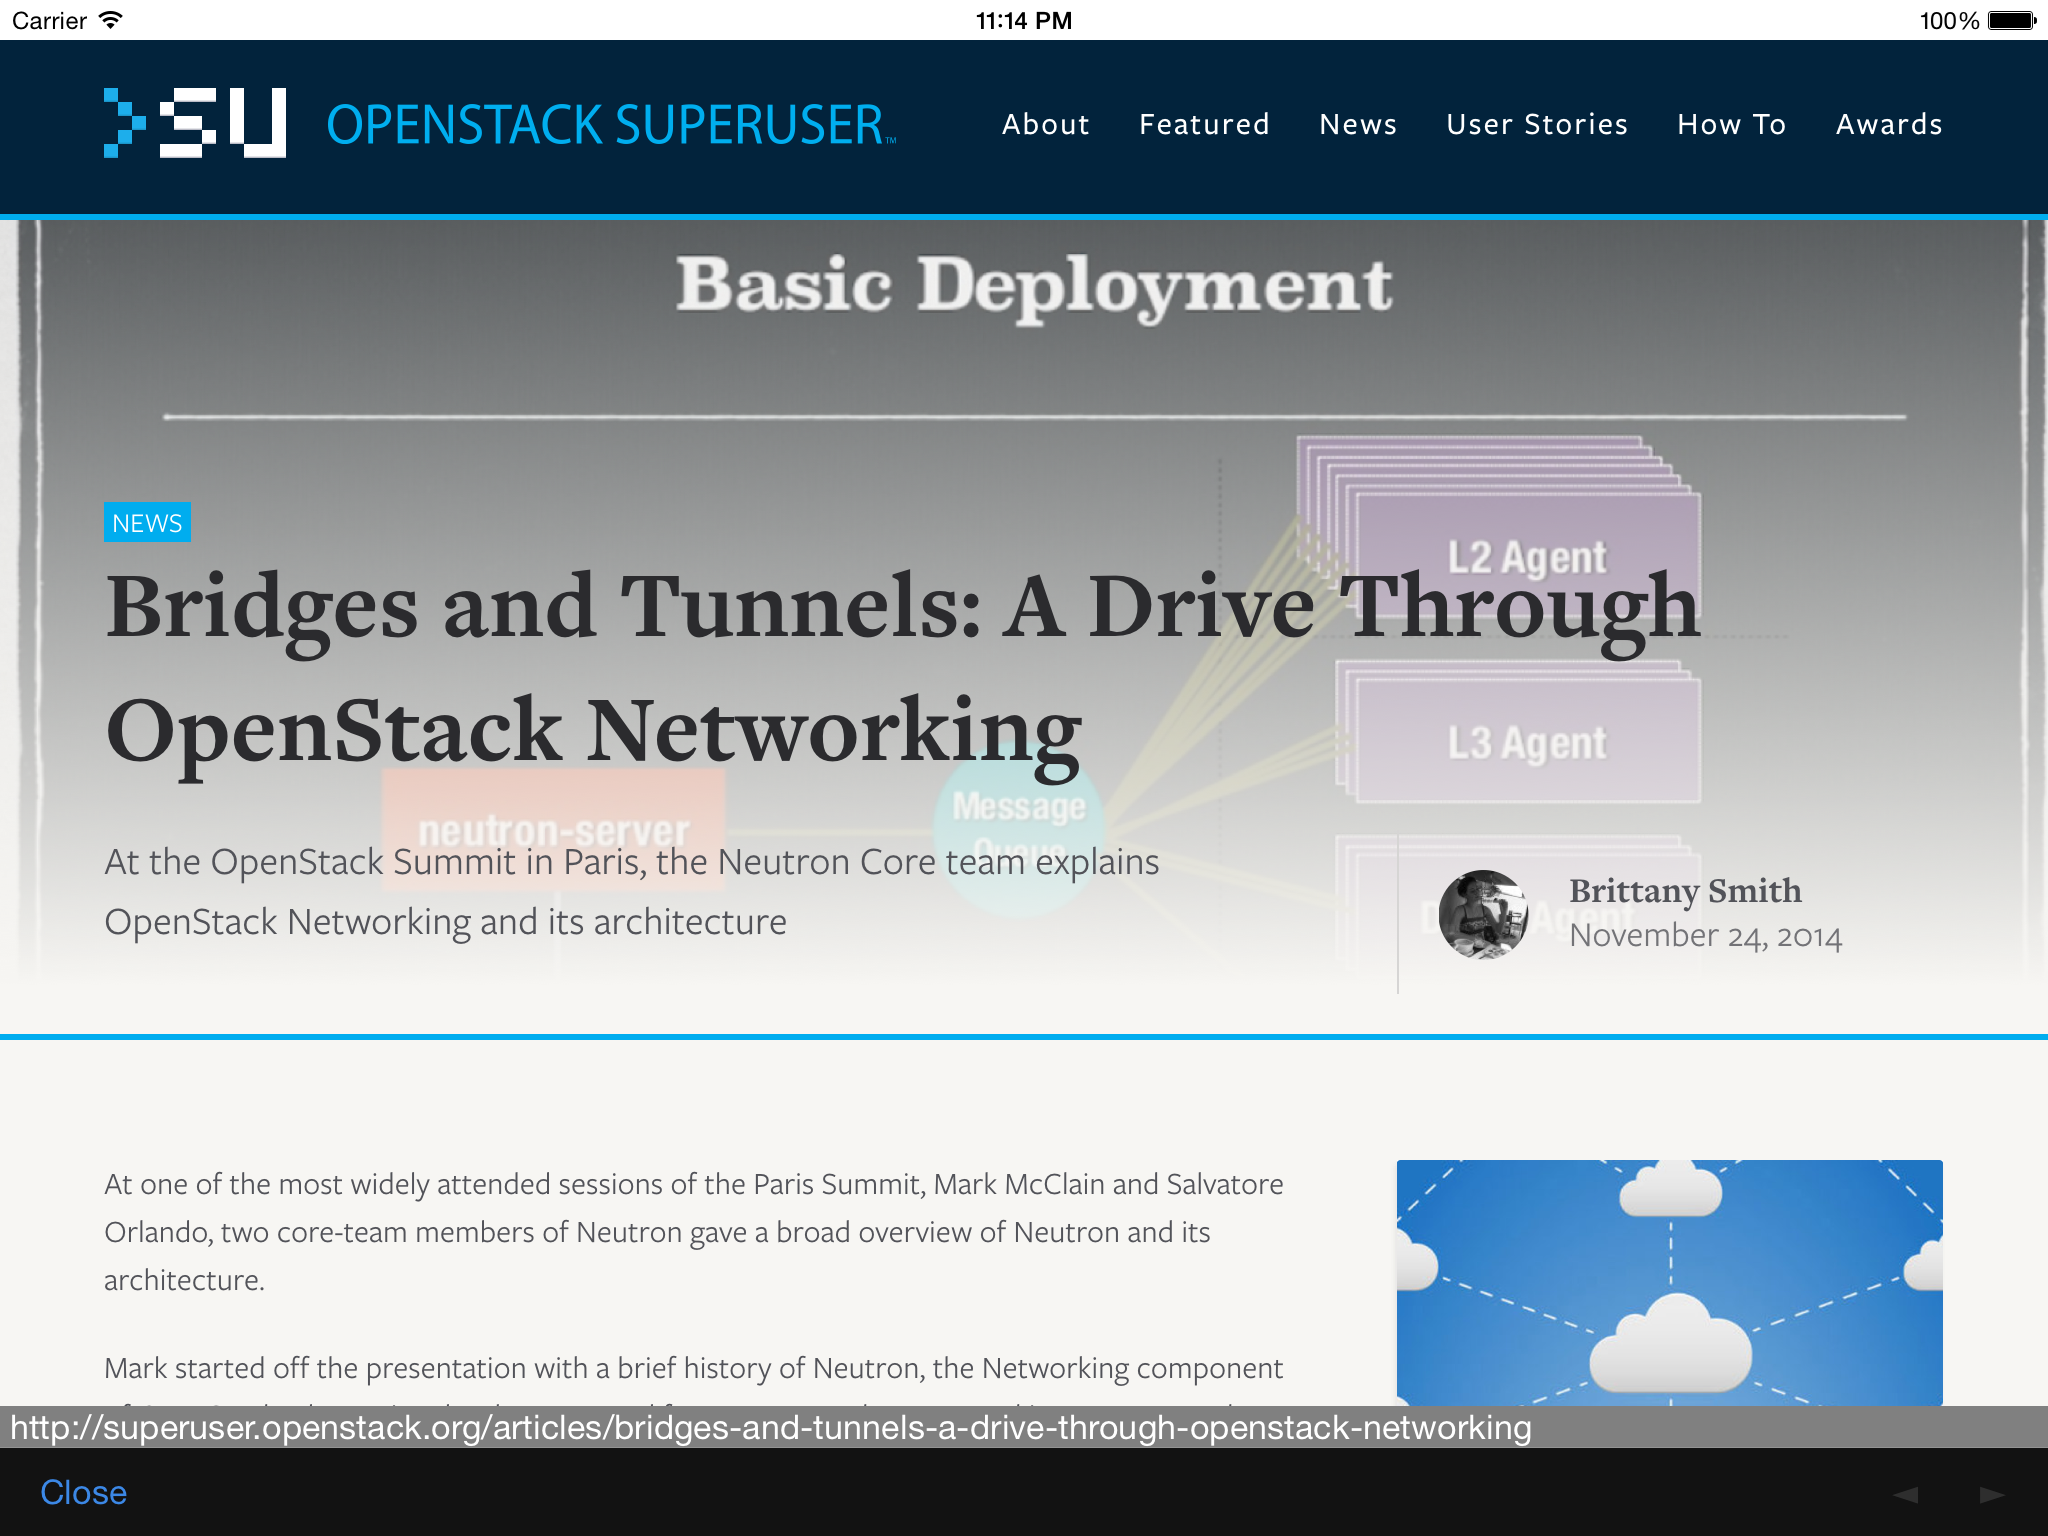 Carrier 11:14 PM 100%
SU OPENSTACK SUPERUSER™ About Featured News User Stories How To Awards
Basic Deployment
NEWS
L2 Agent
Bridges and Tunnels: A Drive Through
OpenStack Networking
L3 Agent
Message
Queue
neutron-server
At the OpenStack Summit in Paris, the Neutron Core team explains
OpenStack Networking and its architecture
Brittany Smith
November 24, 2014
At one of the most widely attended sessions of the Paris Summit, Mark McClain and Salvatore
Orlando, two core-team members of Neutron gave a broad overview of Neutron and its
architecture.
Mark started off the presentation with a brief history of Neutron, the Networking component
http://superuser.openstack.org/articles/bridges-and-tunnels-a-drive-through-openstack-networking
Close